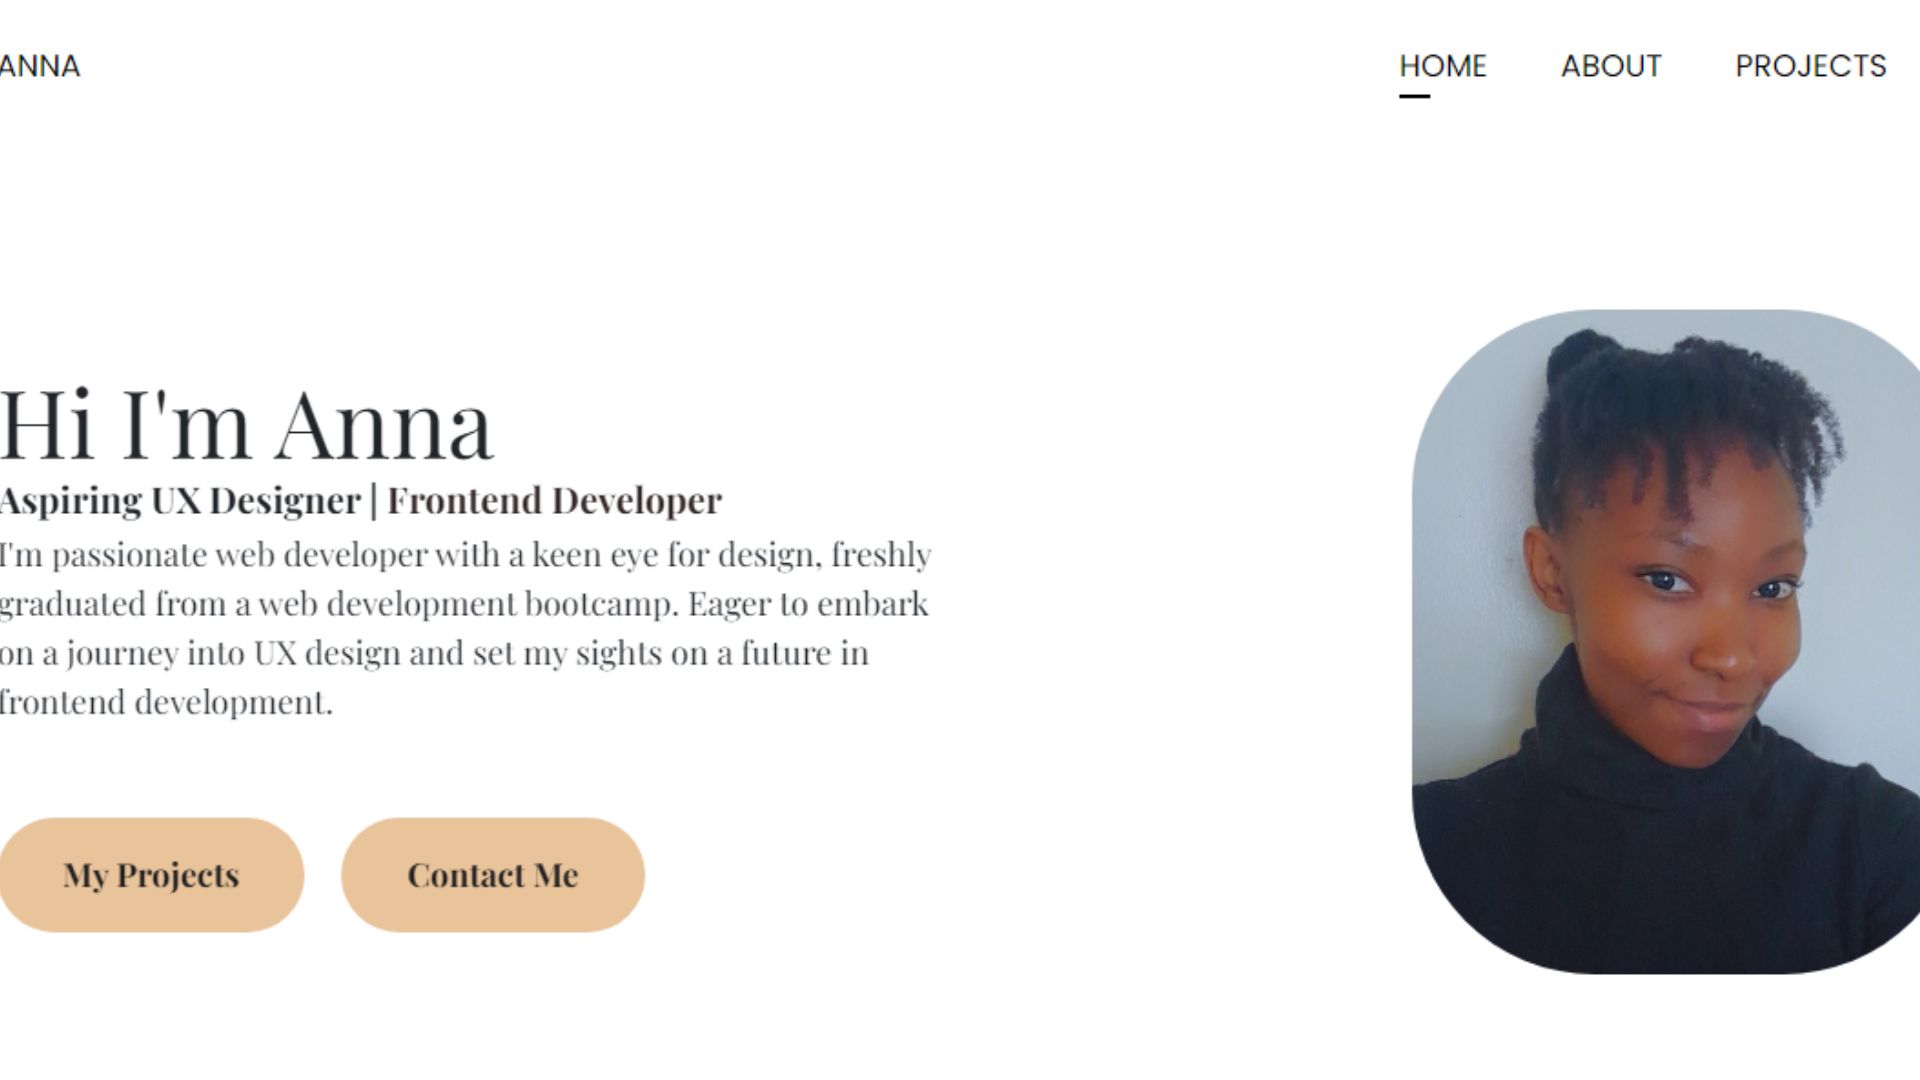 ANNA
HOME ABOUT PROJECTS
Hi I'm Anna
Aspiring UX Designer | Frontend Developer
I'm passionate web developer with a keen eye for design, freshly
graduated from a web development bootcamp. Eager to embark
on a journey into UX design and set my sights on a future in
frontend development.
My Projects Contact Me